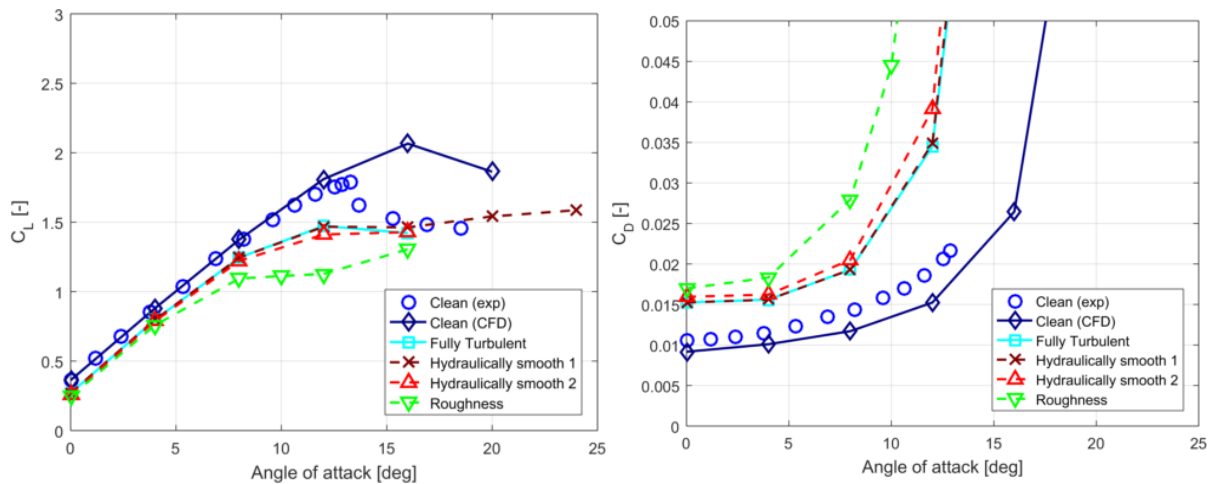 3
2.5
2
1.5
1
0.5
0
C_L [-]
0 5 10 15 20 25
Angle of attack [deg]
Clean (exp)
Clean (CFD)
Fully Turbulent
Hydraulically smooth 1
Hydraulically smooth 2
Roughness
0.05
0.045
0.04
0.035
0.03
0.025
0.02
0.015
0.01
0.005
0
C_D [-]
0 5 10 15 20 25
Angle of attack [deg]
Clean (exp)
Clean (CFD)
Fully Turbulent
Hydraulically smooth 1
Hydraulically smooth 2
Roughness